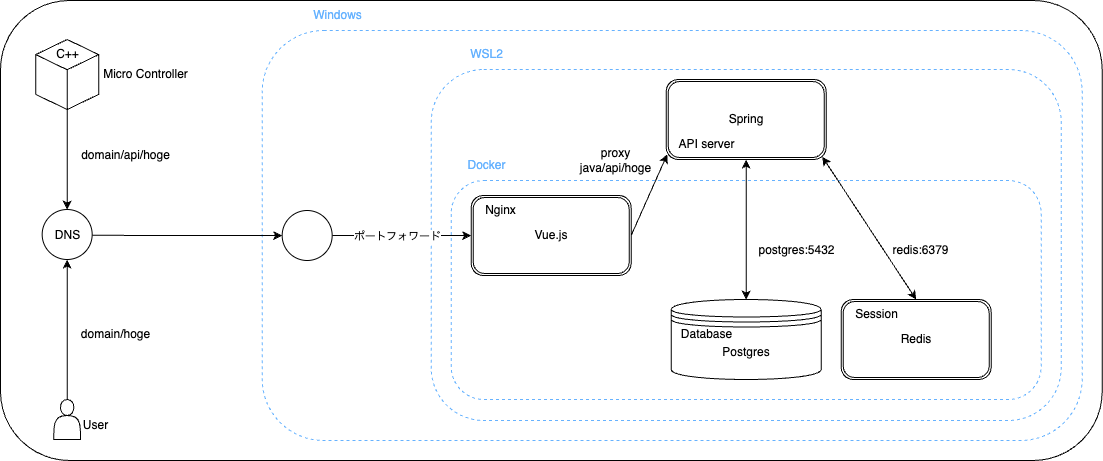 Windows
WSL2
C++
Micro Controller
domain/api/hoge
DNS
domain/hoge
User
ポートフォワード
Docker
Nginx
Vue.js
proxy
java/api/hoge
Spring
API server
postgres:5432
redis:6379
Database
Postgres
Session
Redis